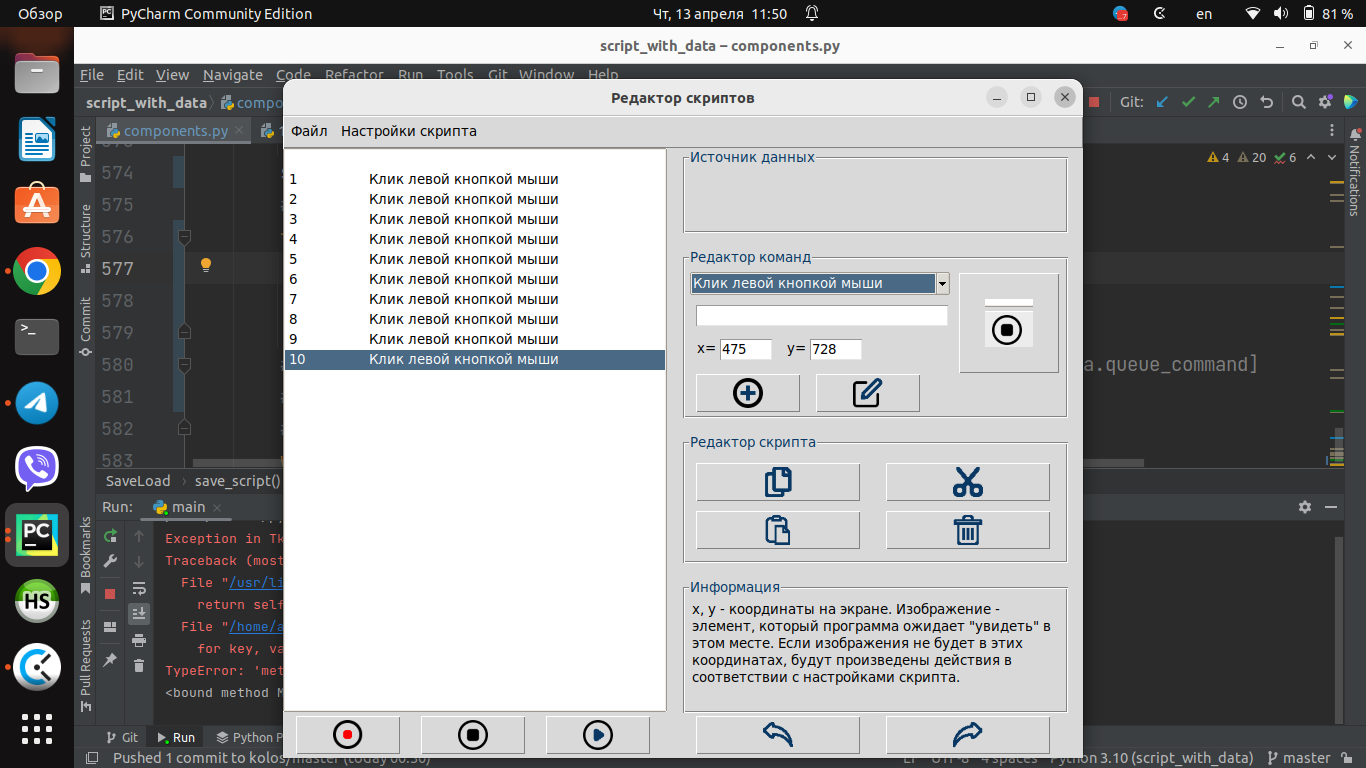 Обзор
PyCharm Community Edition
Чт, 13 апреля 11:50
en
81 %
script_with_data – components.py
File Edit View Navigate Code Refactor Run Tools Git Window Help
script_with_data
Git:
components.py
Редактор скриптов
Файл Настройки скрипта
1 Клик левой кнопкой мыши
2 Клик левой кнопкой мыши
3 Клик левой кнопкой мыши
4 Клик левой кнопкой мыши
5 Клик левой кнопкой мыши
6 Клик левой кнопкой мыши
7 Клик левой кнопкой мыши
8 Клик левой кнопкой мыши
9 Клик левой кнопкой мыши
10 Клик левой кнопкой мыши
Источник данных
Редактор команд
Клик левой кнопкой мыши
x= 475 y= 728
Редактор скрипта
Информация
x, y - координаты на экране. Изображение -
элемент, который программа ожидает "увидеть" в
этом месте. Если изображения не будет в этих
координатах, будут произведены действия в
соответствии с настройками скрипта.
Project
Structure
Commit
Bookmarks
Pull Requests
Notifications
4 20 6
574
575
576
577
578
579
580
a.queue_command]
581
582
583
SaveLoad save_script()
Run: main
Exception in
Traceback (most
File "/usr/li
return self
File "/home/a
for key, va
TypeError: 'met
<bound method
Git Run Python
Pushed 1 commit to kolos/master (today 00:30)
UTF-8 4 spaces Python 3.10 (script_with_data) master